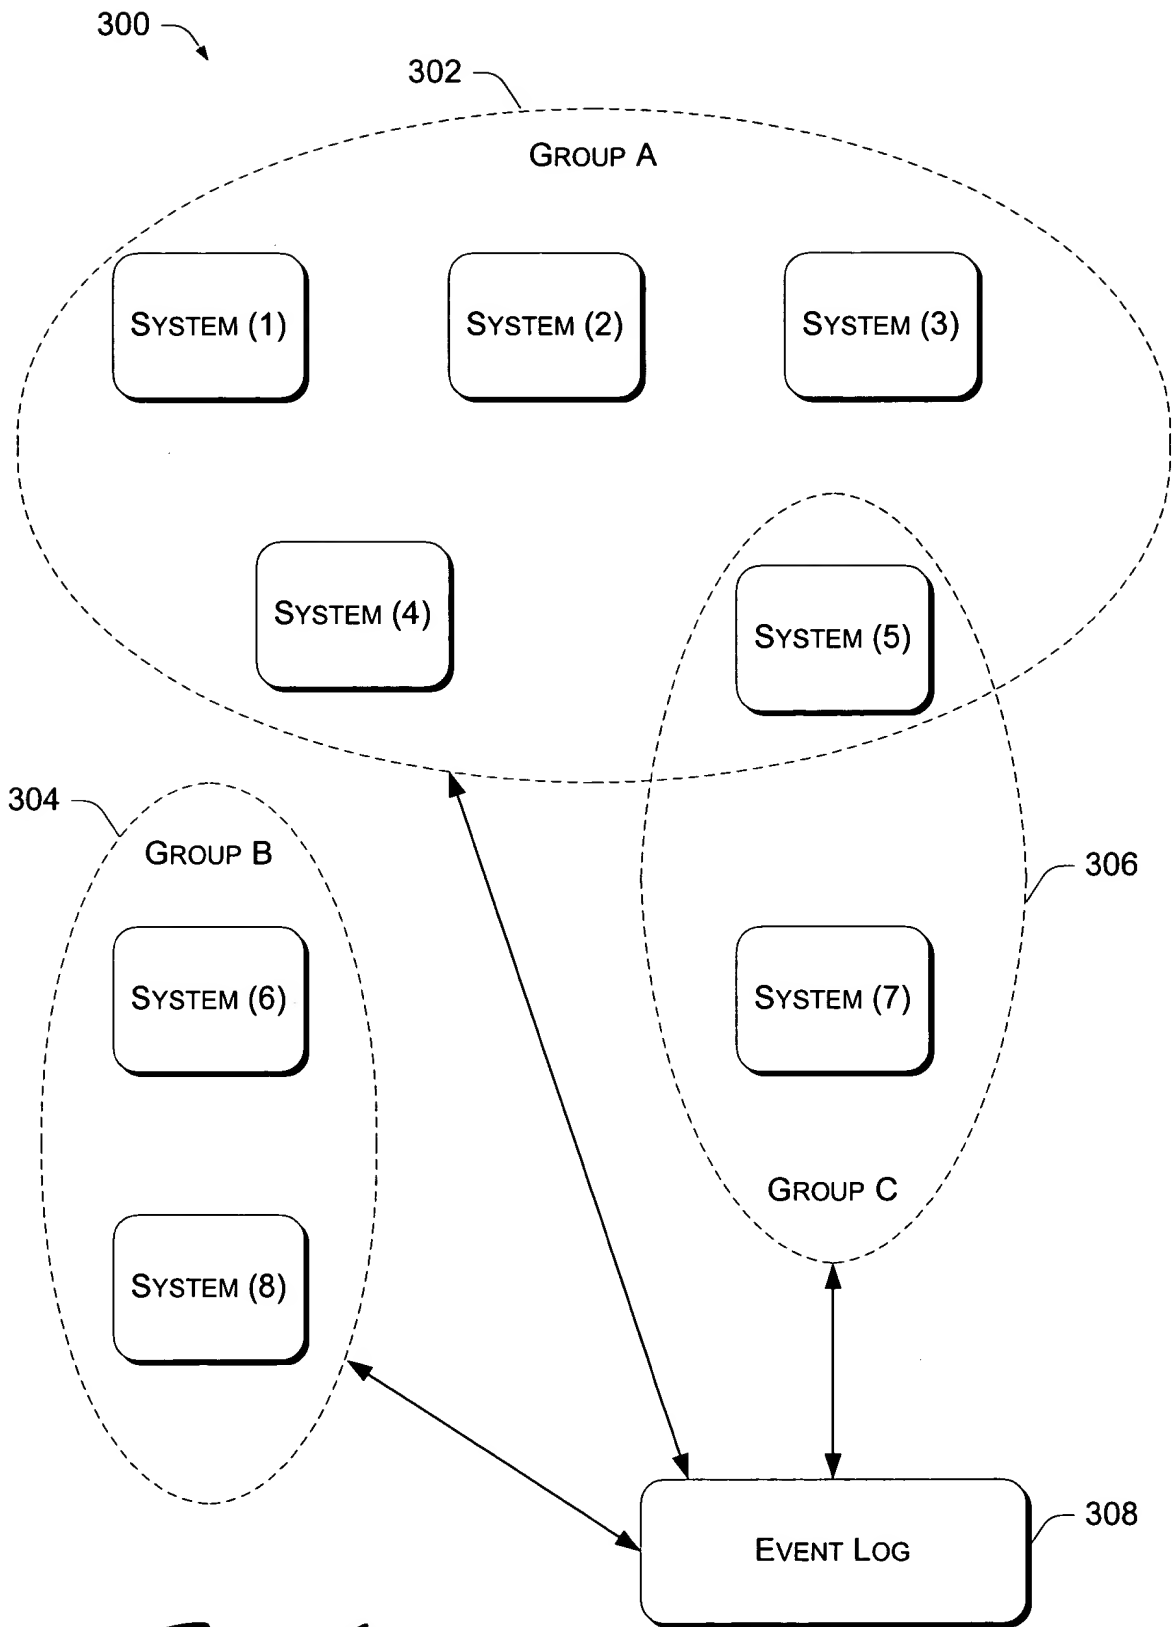 300
302
GROUP A
SYSTEM (1)
SYSTEM (2)
SYSTEM (3)
SYSTEM (4)
SYSTEM (5)
304
GROUP B
306
SYSTEM (6)
SYSTEM (7)
GROUP C
SYSTEM (8)
308
EVENT LOG